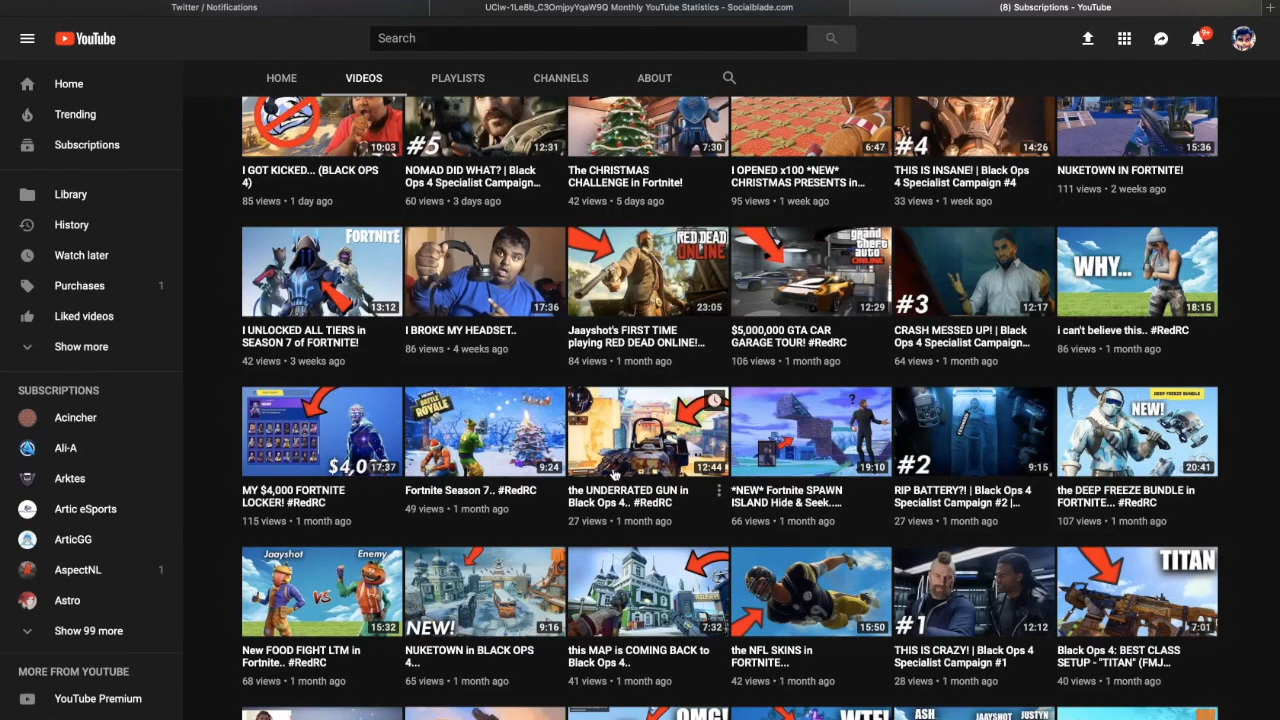 Twitter / Notifications
UCIw-1Le8b_C3OmjpyYqaW9Q Monthly YouTube Statistics - Socialblade.com
(8) Subscriptions - YouTube
YouTube
Search
9+
Home
Trending
Subscriptions
Library
History
Watch later
Purchases 1
Liked videos
Show more
SUBSCRIPTIONS
Acincher
Ali-A
Arktes
Artic eSports
ArticGG
AspectNL 1
Astro
Show 99 more
MORE FROM YOUTUBE
YouTube Premium
HOME VIDEOS PLAYLISTS CHANNELS ABOUT
10:03
#5 12:31
7:30
6:47
#4 14:26
15:36
I GOT KICKED... (BLACK OPS
4)
85 views • 1 day ago
NOMAD DID WHAT? | Black
Ops 4 Specialist Campaign...
60 views • 3 days ago
The CHRISTMAS
CHALLENGE in Fortnite!
42 views • 5 days ago
I OPENED x100 *NEW*
CHRISTMAS PRESENTS in...
95 views • 1 week ago
THIS IS INSANE! | Black Ops
4 Specialist Campaign #4
33 views • 1 week ago
NUKETOWN IN FORTNITE!
111 views • 2 weeks ago
FORTNITE
13:12
17:36
RED DEAD
ONLINE
23:05
grand
theft
auto
ONLINE
12:29
#3 12:17
WHY...
18:15
I UNLOCKED ALL TIERS in
SEASON 7 of FORTNITE!
42 views • 3 weeks ago
I BROKE MY HEADSET..
86 views • 4 weeks ago
Jaayshot's FIRST TIME
playing RED DEAD ONLINE!...
84 views • 1 month ago
$5,000,000 GTA CAR
GARAGE TOUR! #RedRC
106 views • 1 month ago
CRASH MESSED UP! | Black
Ops 4 Specialist Campaign...
64 views • 1 month ago
i can't believe this.. #RedRC
86 views • 1 month ago
$4,0 17:37
BATTLE
ROYALE
9:24
12:44
?
19:10
#2 9:15
DEEP FREEZE BUNDLE
NEW!
20:41
MY $4,000 FORTNITE
LOCKER! #RedRC
115 views • 1 month ago
Fortnite Season 7.. #RedRC
49 views • 1 month ago
the UNDERRATED GUN in
Black Ops 4.. #RedRC
27 views • 1 month ago
*NEW* Fortnite SPAWN
ISLAND Hide & Seek....
66 views • 1 month ago
RIP BATTERY?! | Black Ops 4
Specialist Campaign #2 |...
27 views • 1 month ago
the DEEP FREEZE BUNDLE in
FORTNITE... #RedRC
107 views • 1 month ago
Jaayshot Enemy
VS
15:32
NEW! 9:16
7:32
15:50
#1 12:12
TITAN
7:01
New FOOD FIGHT LTM in
Fortnite.. #RedRC
68 views • 1 month ago
NUKETOWN in BLACK OPS
4...
65 views • 1 month ago
this MAP is COMING BACK to
Black Ops 4..
41 views • 1 month ago
the NFL SKINS in
FORTNITE...
42 views • 1 month ago
THIS IS CRAZY! | Black Ops 4
Specialist Campaign #1
28 views • 1 month ago
Black Ops 4: BEST CLASS
SETUP - "TITAN" (FMJ...
40 views • 1 month ago
OMG!
WTF!
ASH JAAYSHOT JUSTYN